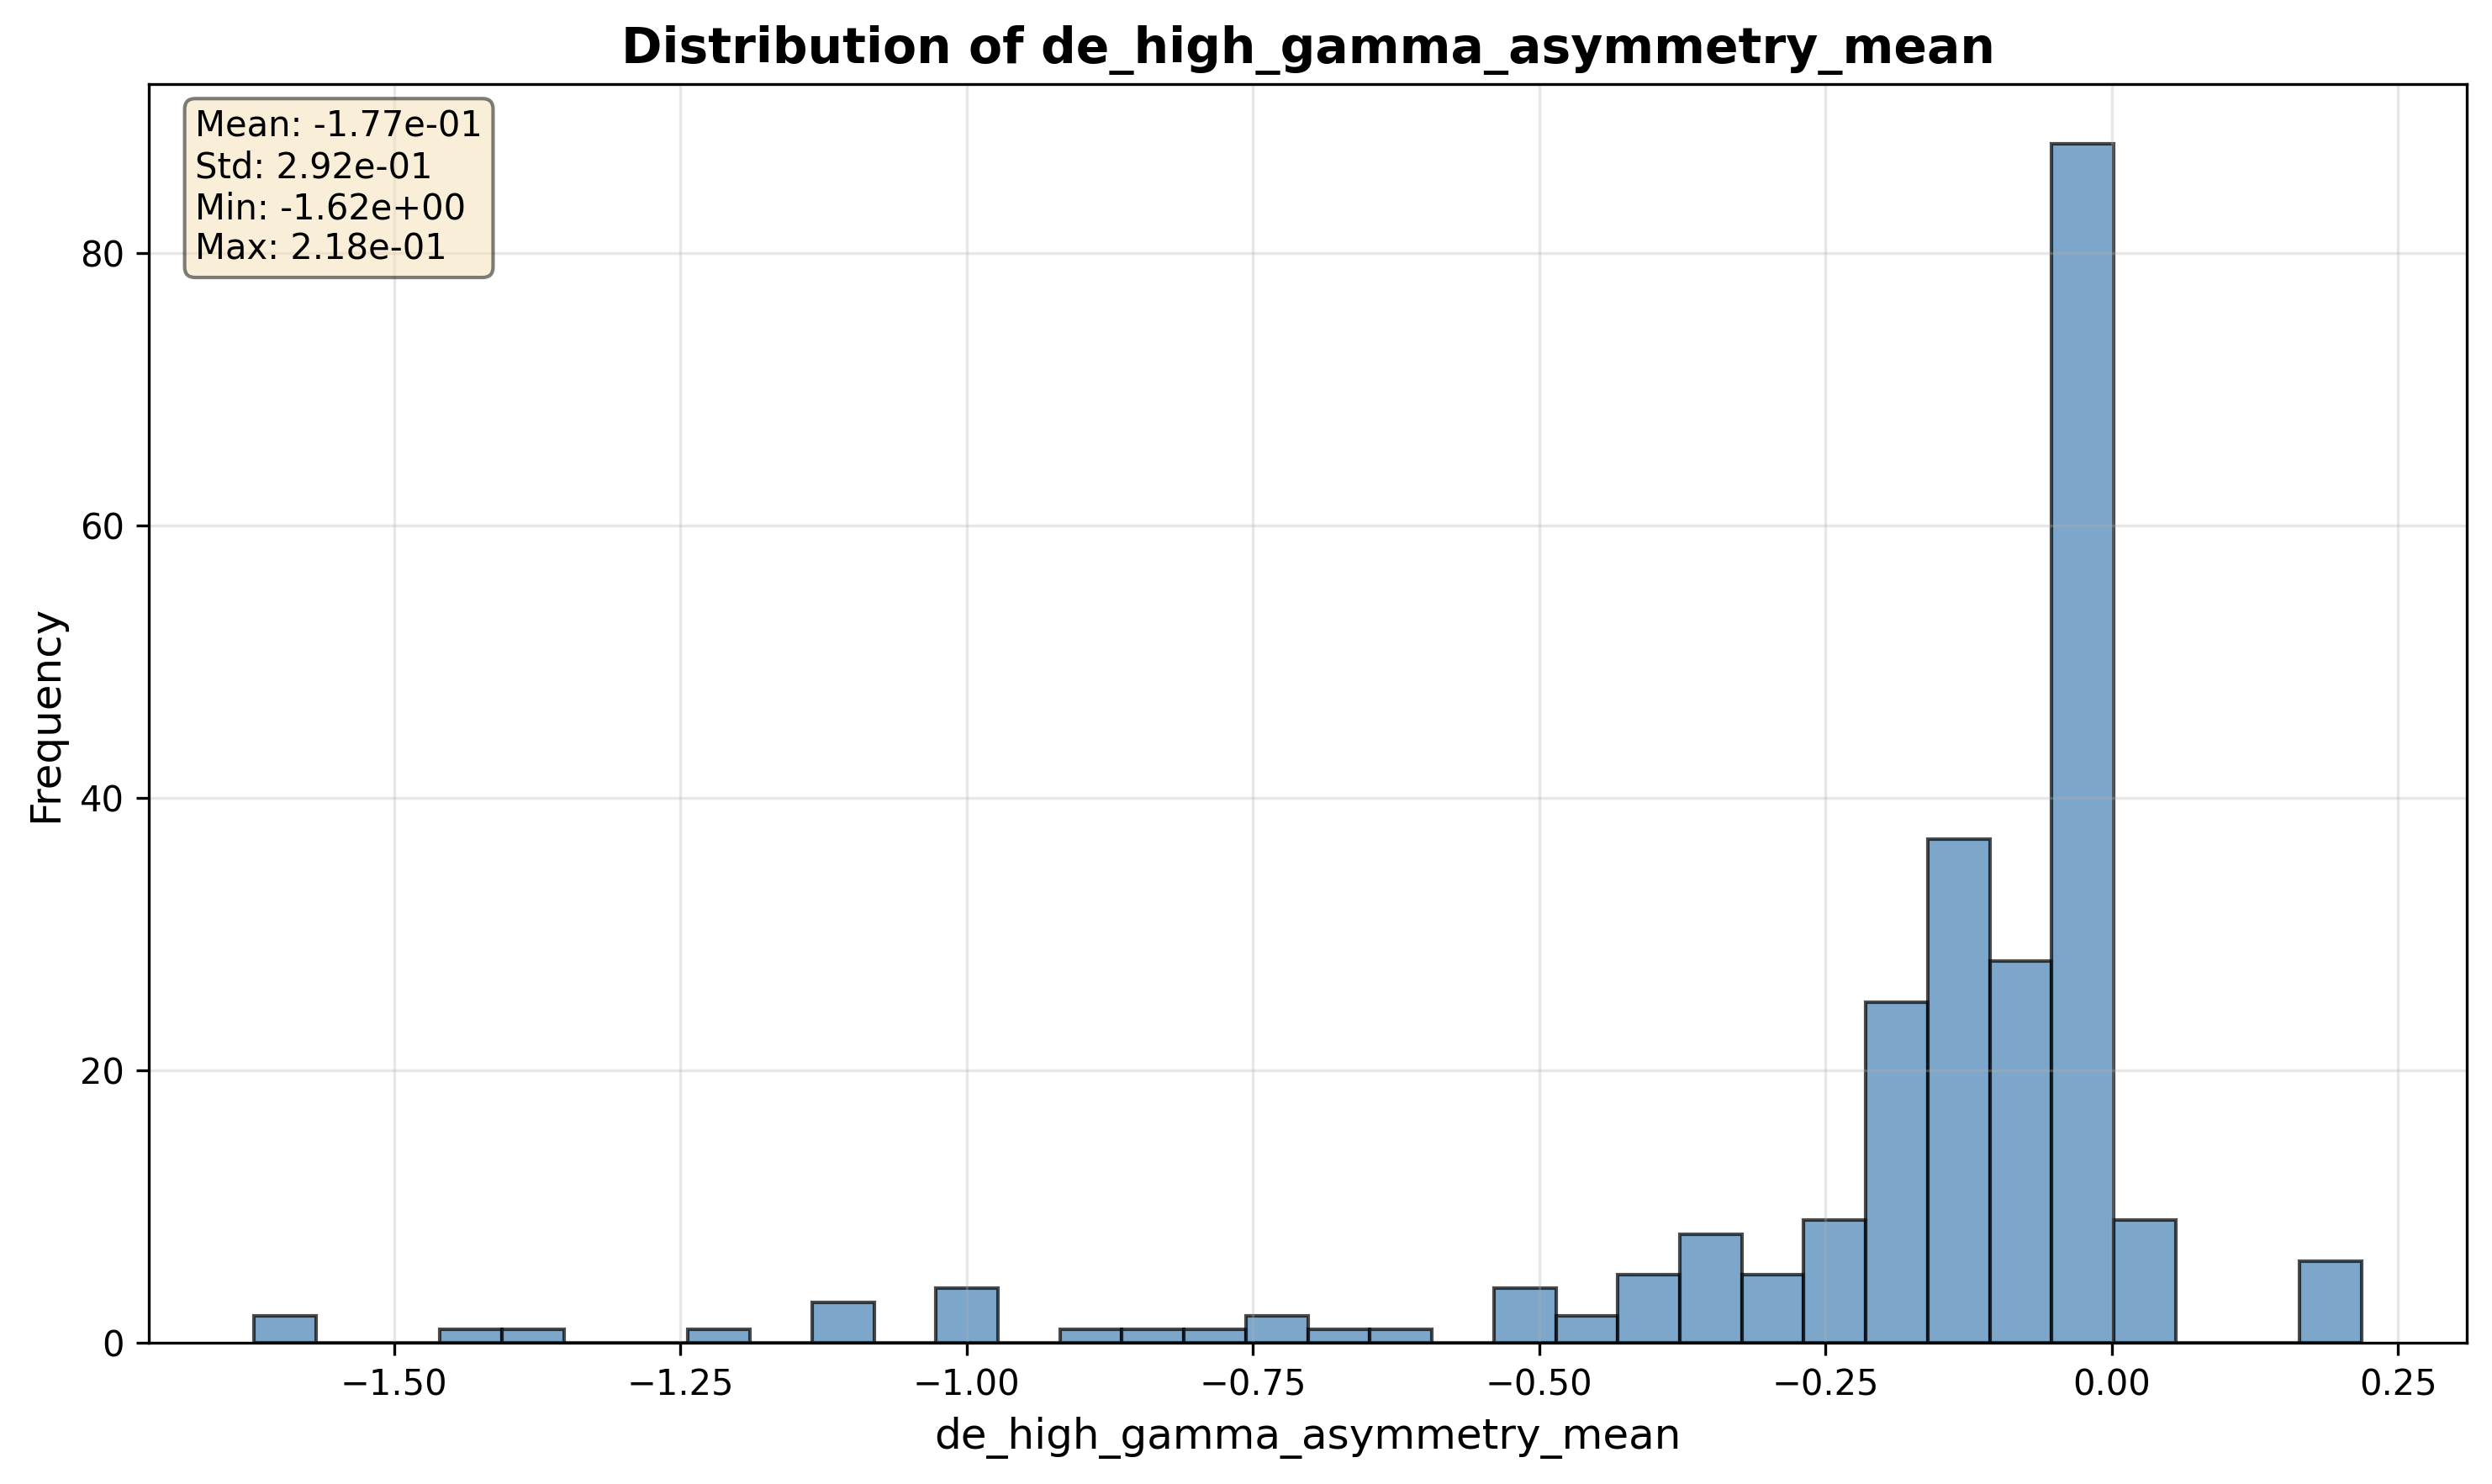 Distribution of de_high_gamma_asymmetry_mean
Mean: -1.77e-01
Std: 2.92e-01
Min: -1.62e+00
Max: 2.18e-01
80
60
40
20
0
Frequency
−1.50 −1.25 −1.00 −0.75 −0.50 −0.25 0.00 0.25
de_high_gamma_asymmetry_mean